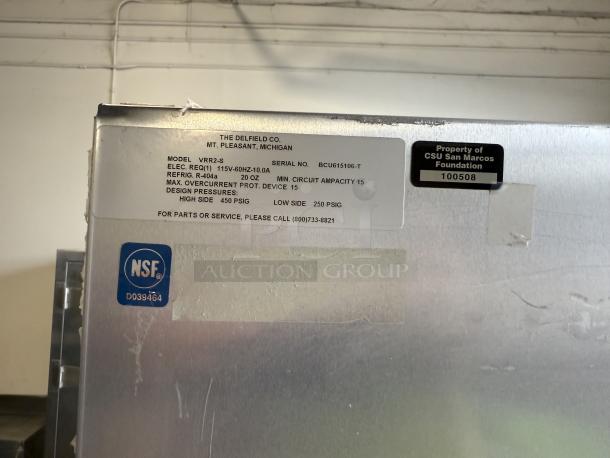 THE DELFIELD CO.
MT. PLEASANT, MICHIGAN
MODEL VRR2-S SERIAL NO. BCU615106-T
ELEC. REQ(1) 115V-60HZ-10.0A
REFRIG. R-404a 20 OZ MIN. CIRCUIT AMPACITY 15
MAX. OVERCURRENT PROT. DEVICE 15
DESIGN PRESSURES:
HIGH SIDE 450 PSIG LOW SIDE 250 PSIG
FOR PARTS OR SERVICE, PLEASE CALL (800)733-8821
Property of
CSU San Marcos
Foundation
100508
NSF®
D039464
PCI
AUCTION GROUP